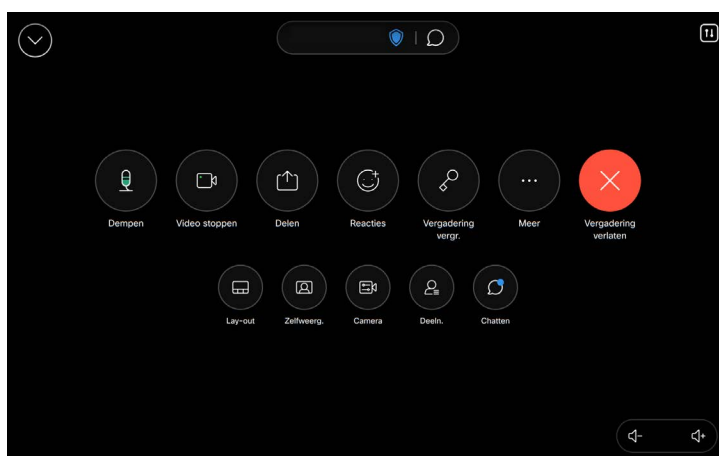 Dempen
Video stoppen
Delen
Reacties
Vergadering
vergr.
Meer
Vergadering
verlaten
Lay-out
Zelfweerg.
Camera
Deeln.
Chatten